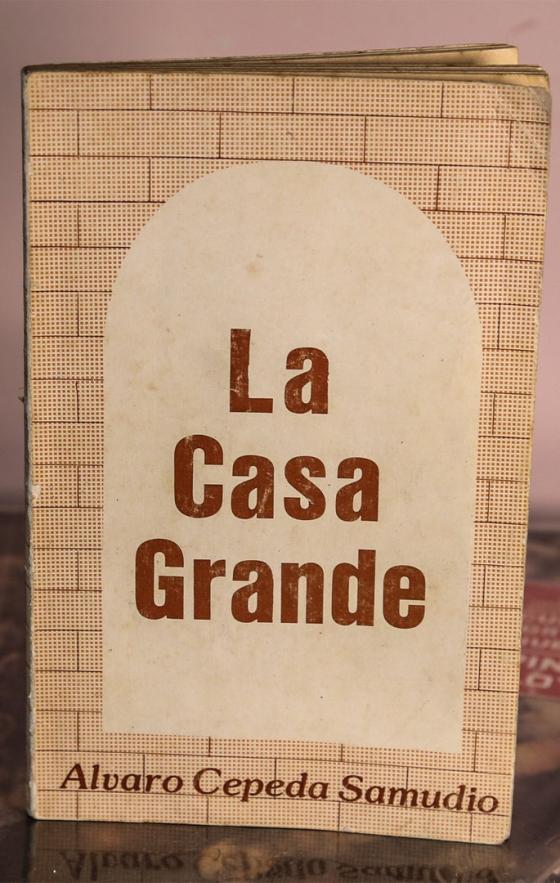 La
Casa
Grande
Alvaro Cepeda Samudio